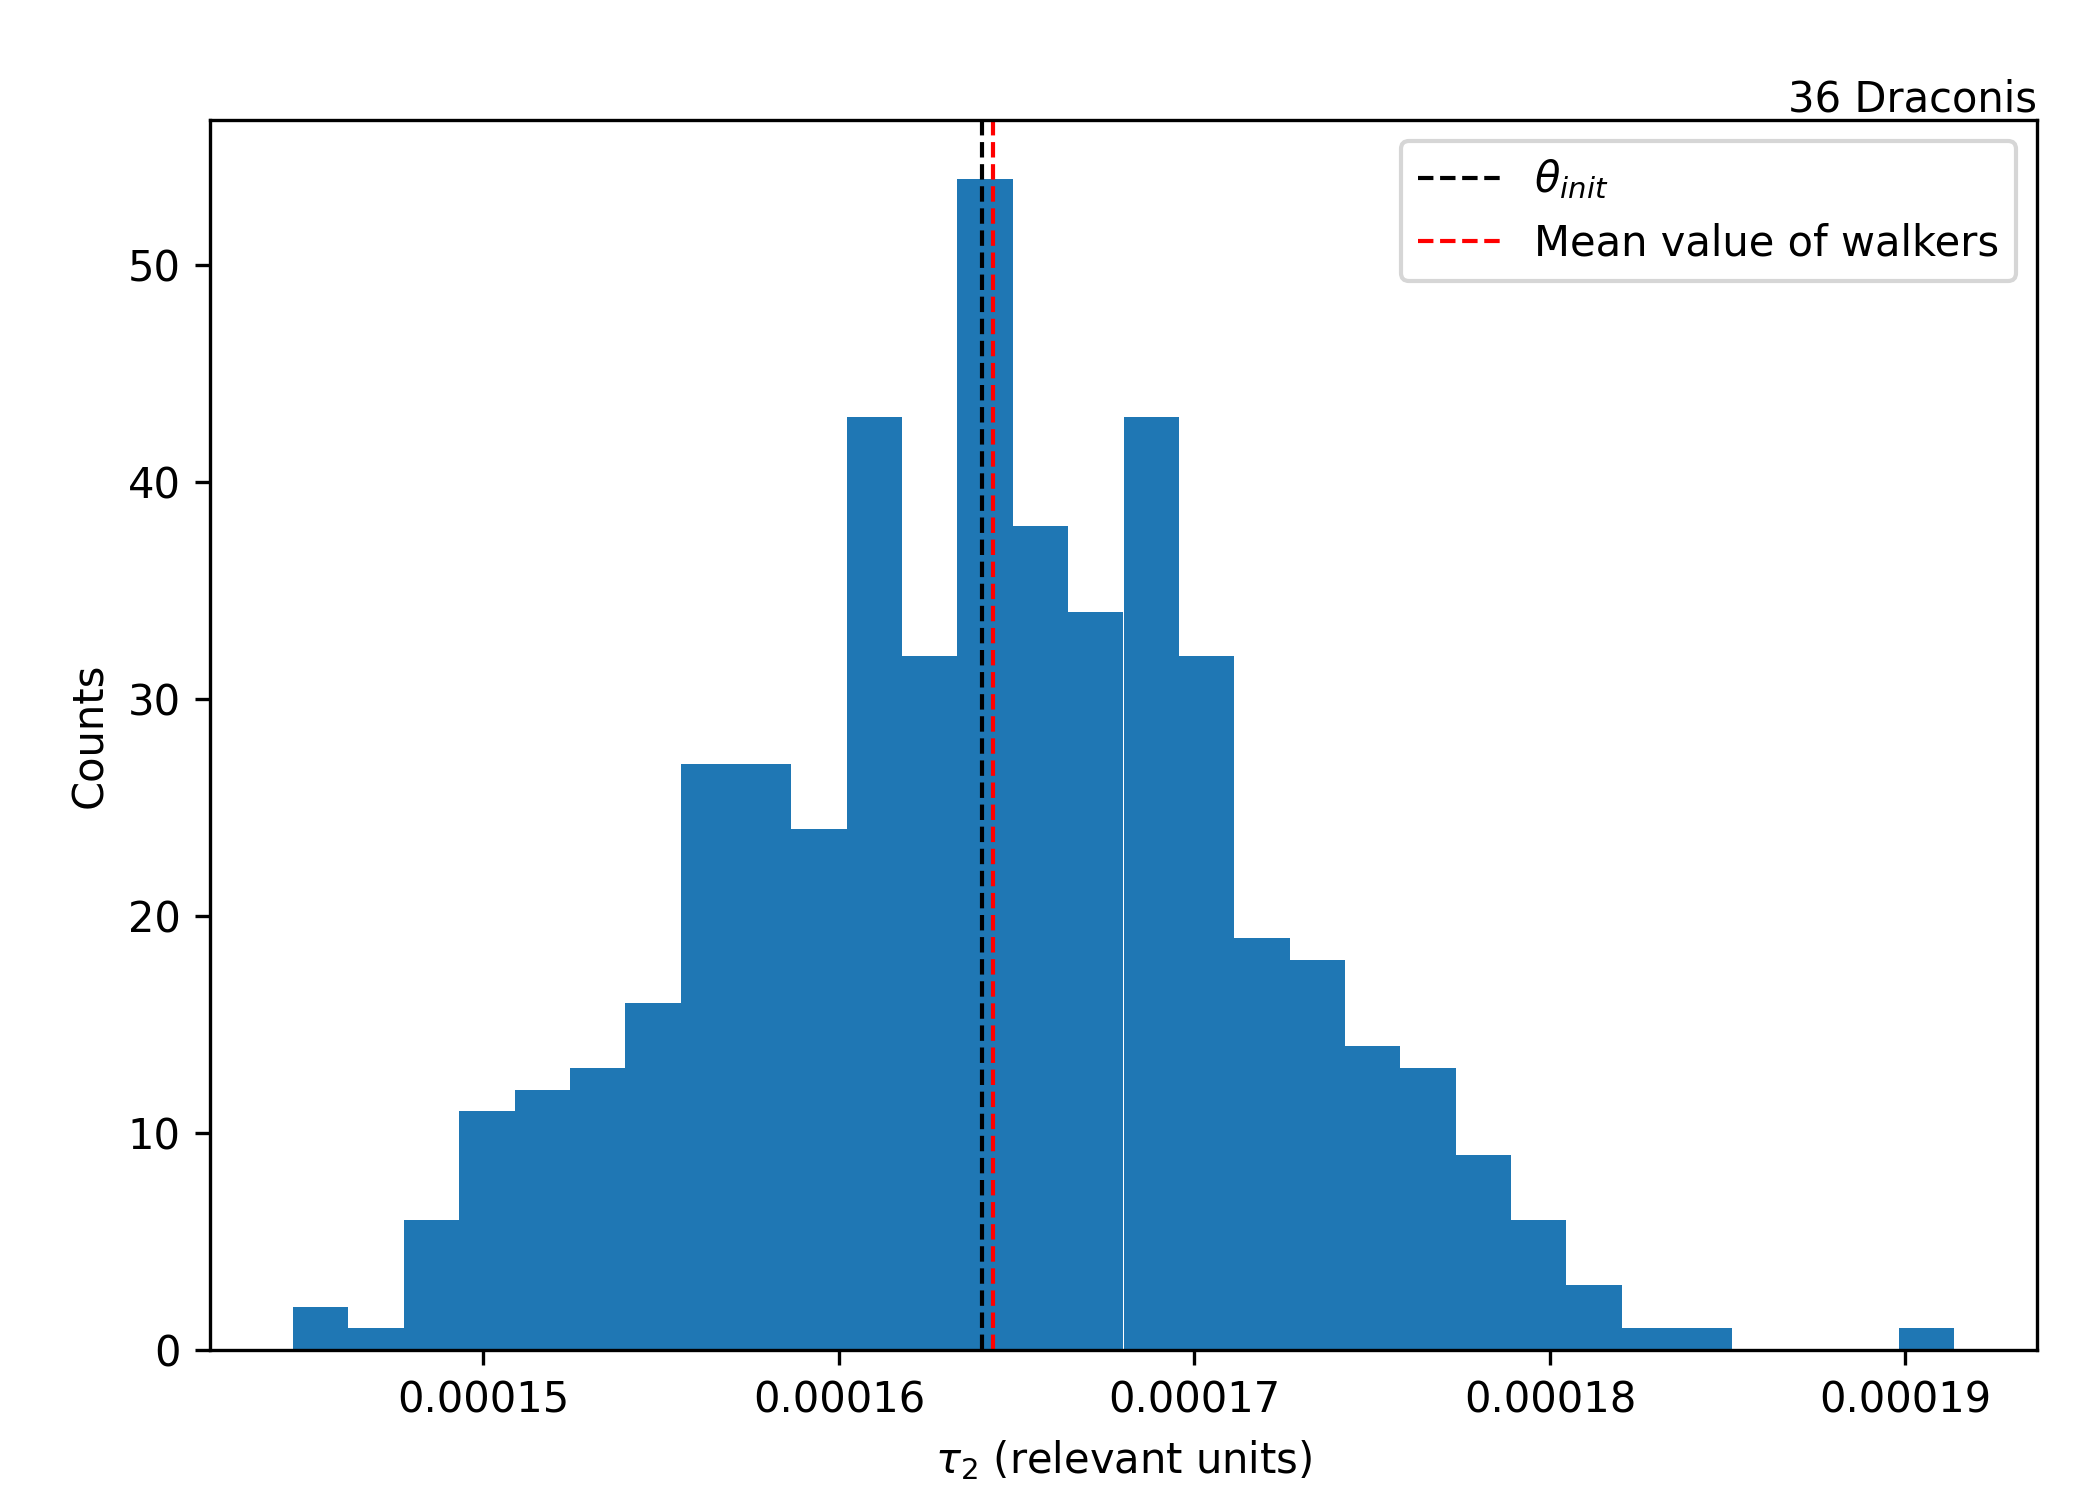 36 Draconis
θinit
Mean value of walkers
50
40
30
20
10
0
Counts
0.00015 0.00016 0.00017 0.00018 0.00019
τ2 (relevant units)